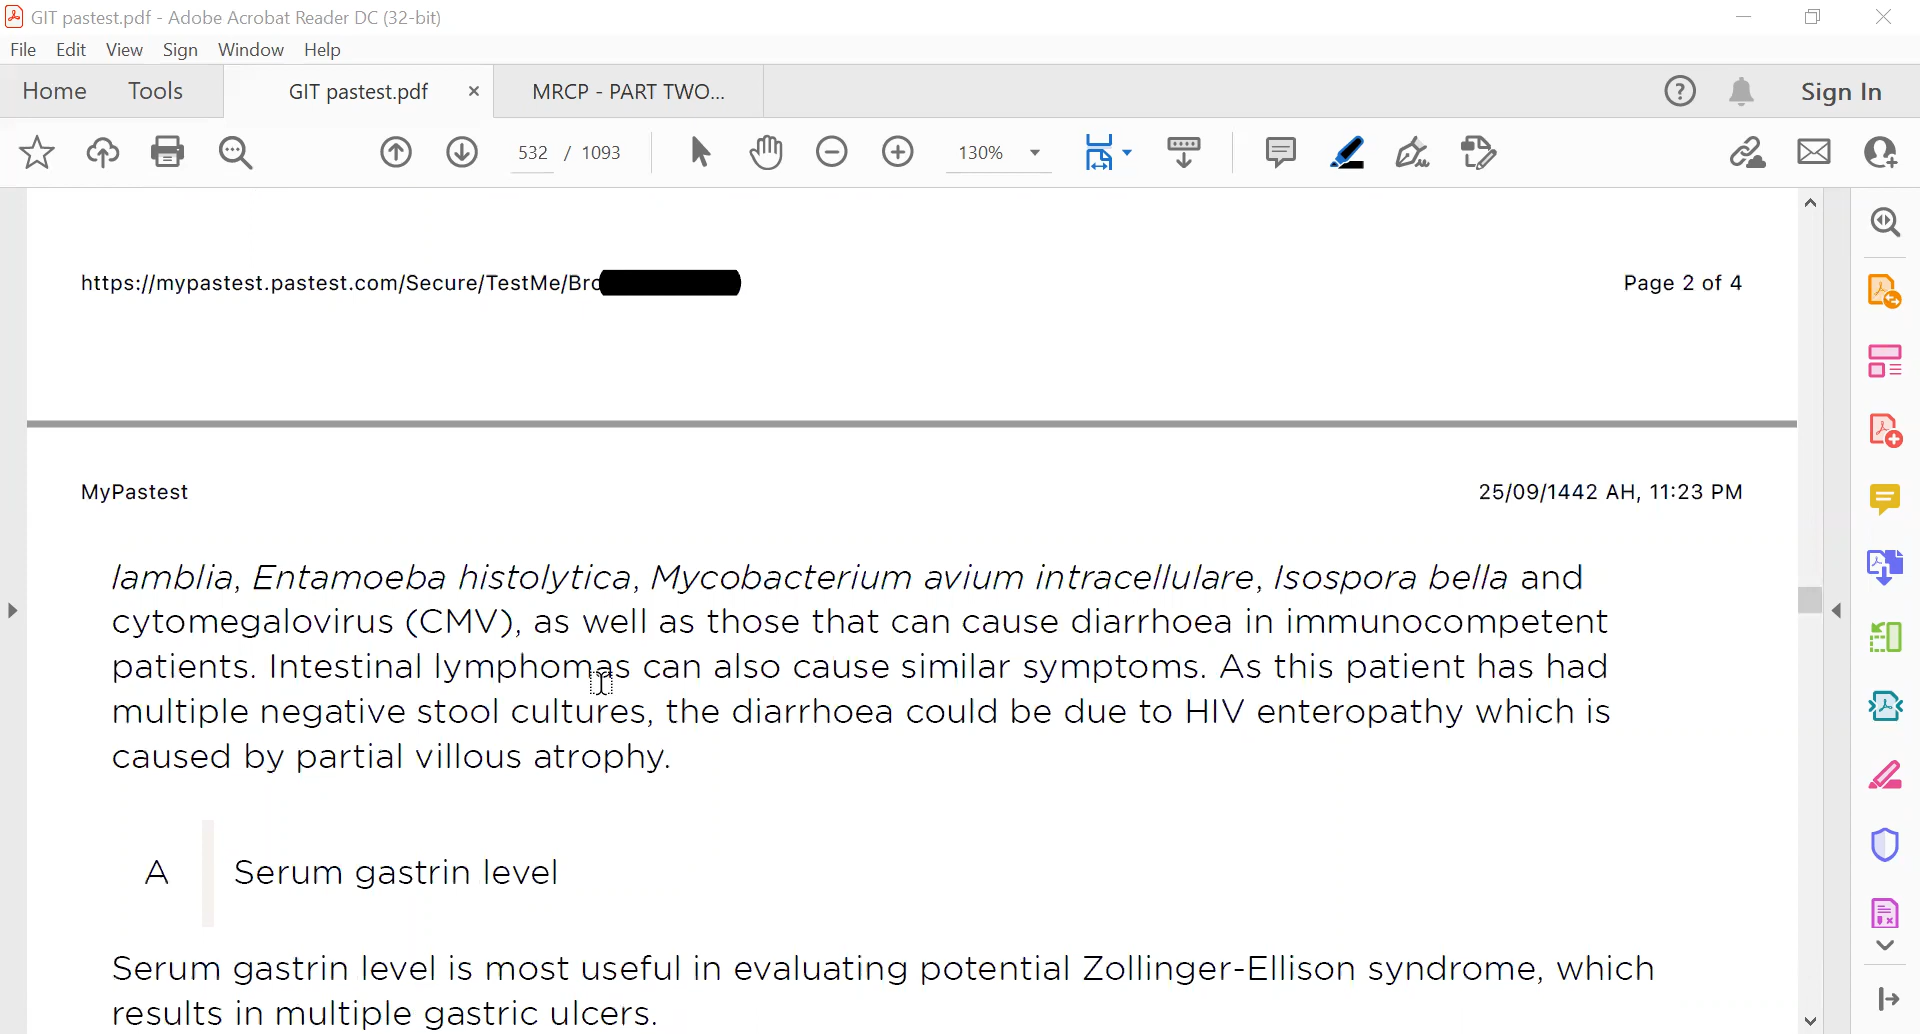 GIT pastest.pdf - Adobe Acrobat Reader DC (32-bit)
File Edit View Sign Window Help
Home Tools GIT pastest.pdf × MRCP - PART TWO... Sign In
532 / 1093 130%
https://mypastest.pastest.com/Secure/TestMe/Bro Page 2 of 4
MyPastest 25/09/1442 AH, 11:23 PM
lamblia, Entamoeba histolytica, Mycobacterium avium intracellulare, Isospora bella and
cytomegalovirus (CMV), as well as those that can cause diarrhoea in immunocompetent
patients. Intestinal lymphomas can also cause similar symptoms. As this patient has had
multiple negative stool cultures, the diarrhoea could be due to HIV enteropathy which is
caused by partial villous atrophy.
A Serum gastrin level
Serum gastrin level is most useful in evaluating potential Zollinger-Ellison syndrome, which
results in multiple gastric ulcers.